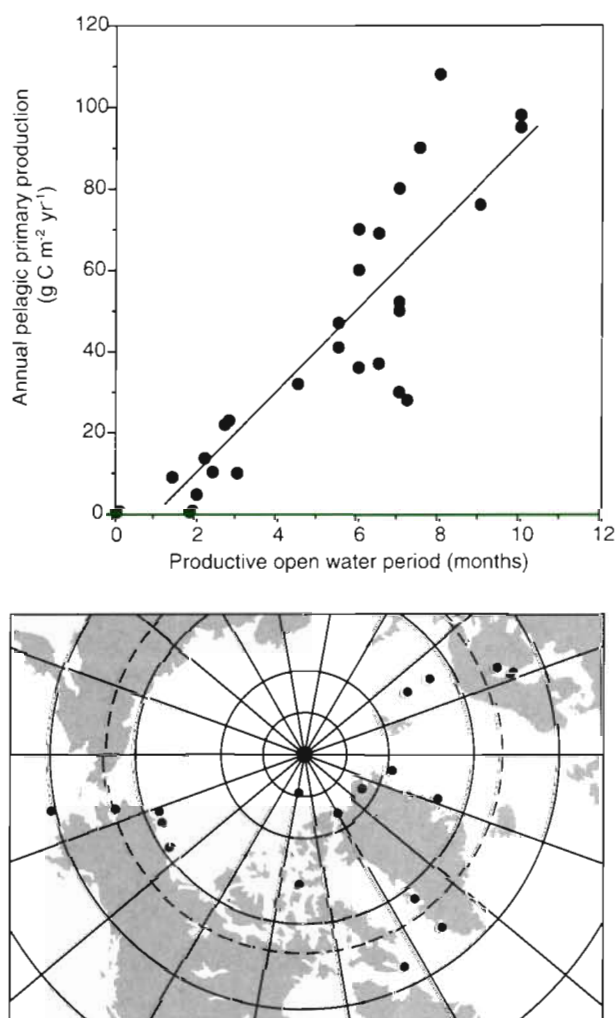 120
100
80
60
40
20
0
Annual pelagic primary production
(g C m⁻² yr⁻¹)
0 2 4 6 8 10 12
Productive open water period (months)